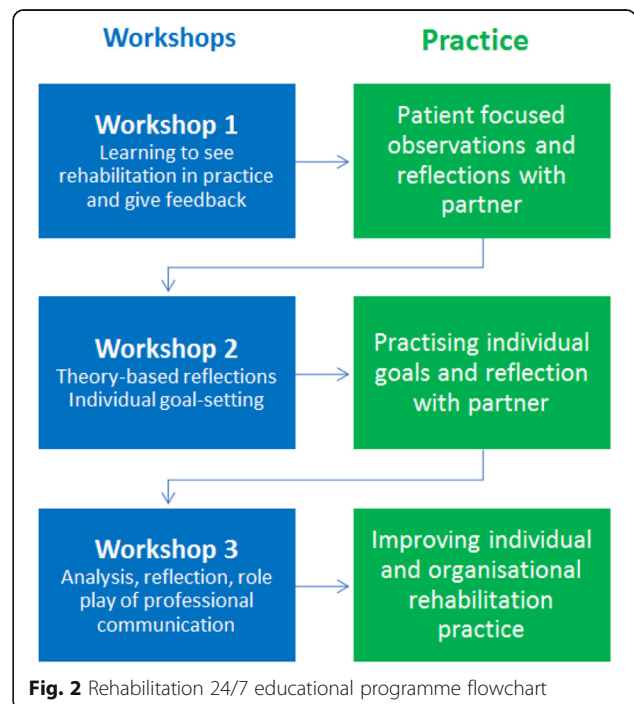 Workshops
Practice
Workshop 1
Learning to see
rehabilitation in practice
and give feedback
Patient focused
observations and
reflections with
partner
Workshop 2
Theory-based reflections
Individual goal-setting
Practising individual
goals and reflection
with partner
Workshop 3
Analysis, reflection, role
play of professional
communication
Improving individual
and organisational
rehabilitation
practice
Fig. 2 Rehabilitation 24/7 educational programme flowchart